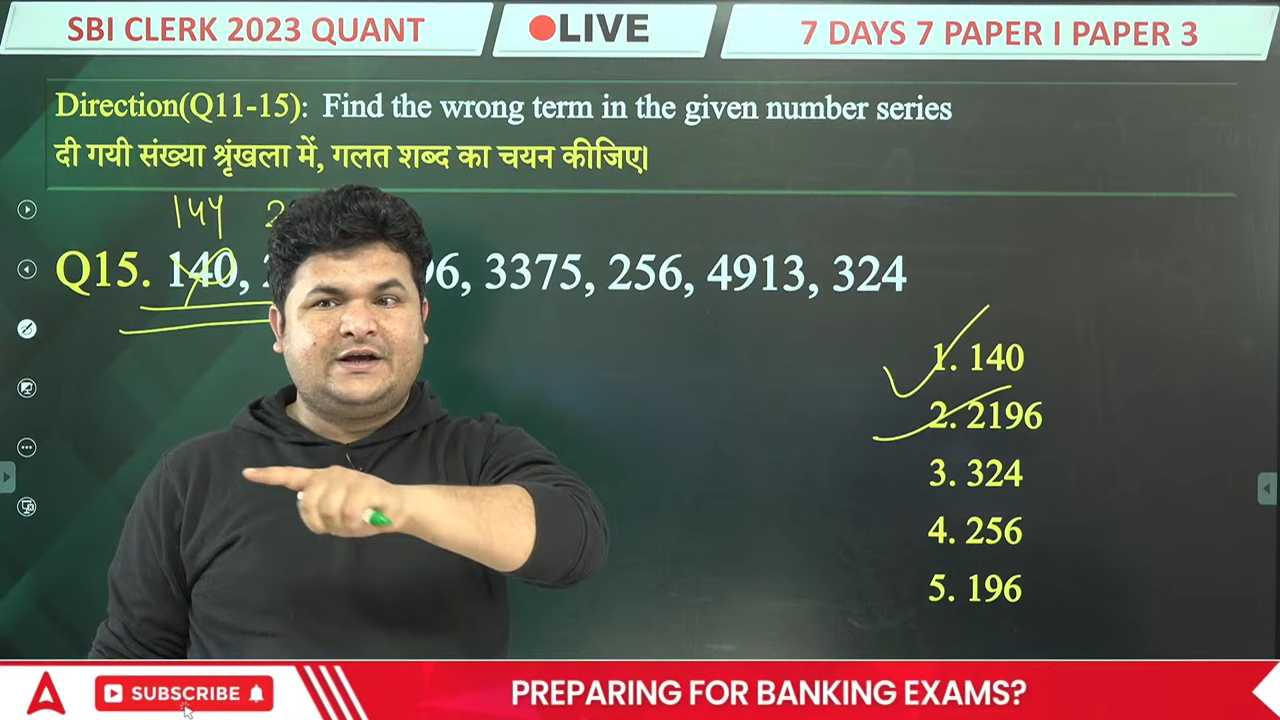 SBI CLERK 2023 QUANT
LIVE
7 DAYS 7 PAPER I PAPER 3
Direction(Q11-15): Find the wrong term in the given number series
दी गयी संख्या श्रृंखला में, गलत शब्द का चयन कीजिए।
144 2
Q15. 140, 2 96, 3375, 256, 4913, 324
1. 140
2. 2196
3. 324
4. 256
5. 196
SUBSCRIBE
PREPARING FOR BANKING EXAMS?